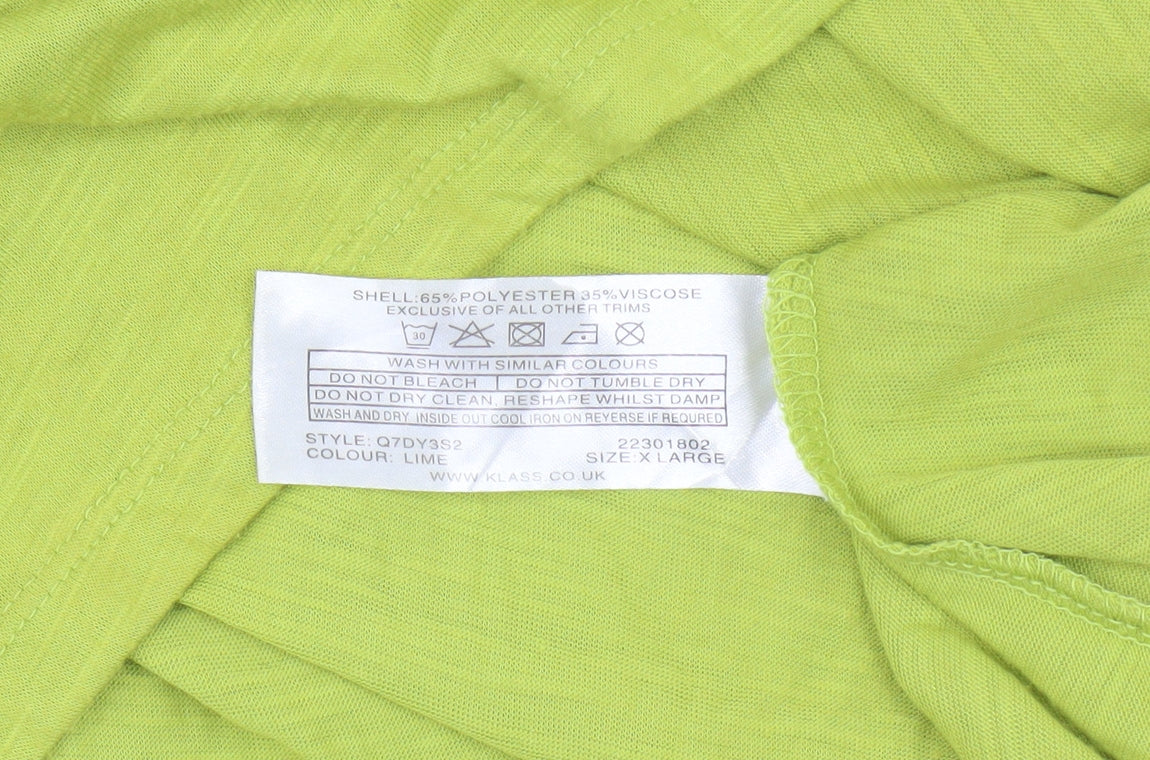 SHELL:65%POLYESTER 35%VISCOSE
EXCLUSIVE OF ALL OTHER TRIMS
30
WASH WITH SIMILAR COLOURS
DO NOT BLEACH DO NOT TUMBLE DRY
DO NOT DRY CLEAN, RESHAPE WHILST DAMP
WASH AND DRY INSIDE OUT COOL IRON ON REYERSE IF REQURED
STYLE: Q7DY3S2 22301802
COLOUR: LIME SIZE:X LARGE
WWW.KLASS.CO.UK